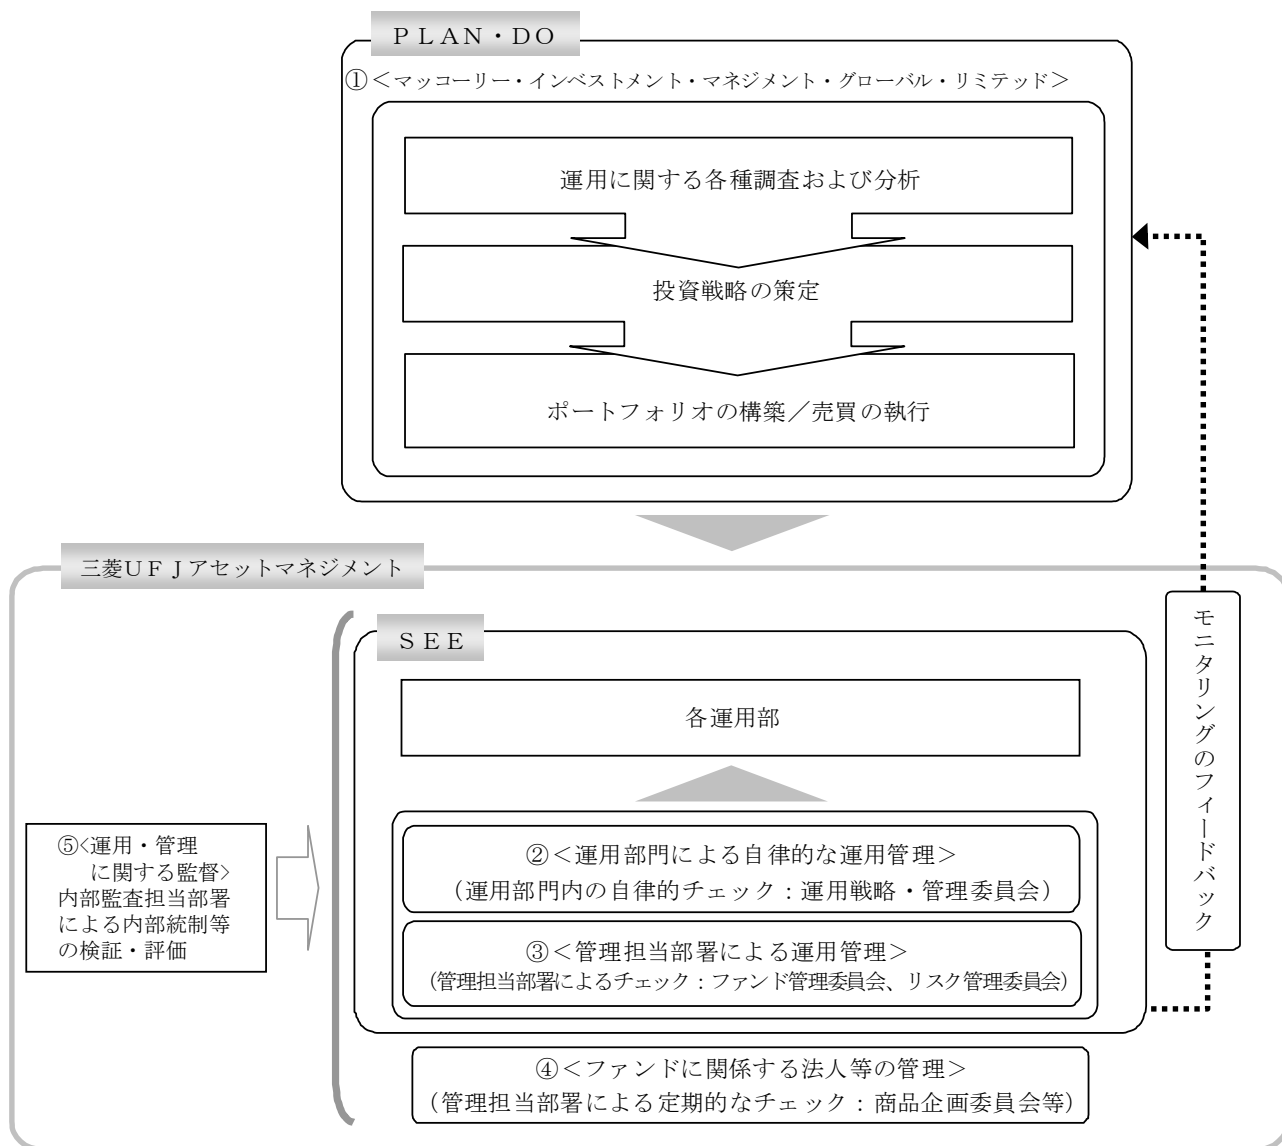 ＰＬＡＮ・ＤＯ
①＜マッコーリー・インベストメント・マネジメント・グローバル・リミテッド＞
運用に関する各種調査および分析
投資戦略の策定
ポートフォリオの構築／売買の執行
三菱ＵＦＪアセットマネジメント
ＳＥＥ
各運用部
②＜運用部門による自律的な運用管理＞
（運用部門内の自律的チェック：運用戦略・管理委員会）
③＜管理担当部署による運用管理＞
(管理担当部署によるチェック：ファンド管理委員会、リスク管理委員会)
④＜ファンドに関係する法人等の管理＞
（管理担当部署による定期的なチェック：商品企画委員会等）
⑤<運用・管理
に関する監督>
内部監査担当部署
による内部統制等
の検証・評価
モニタリングのフィードバック